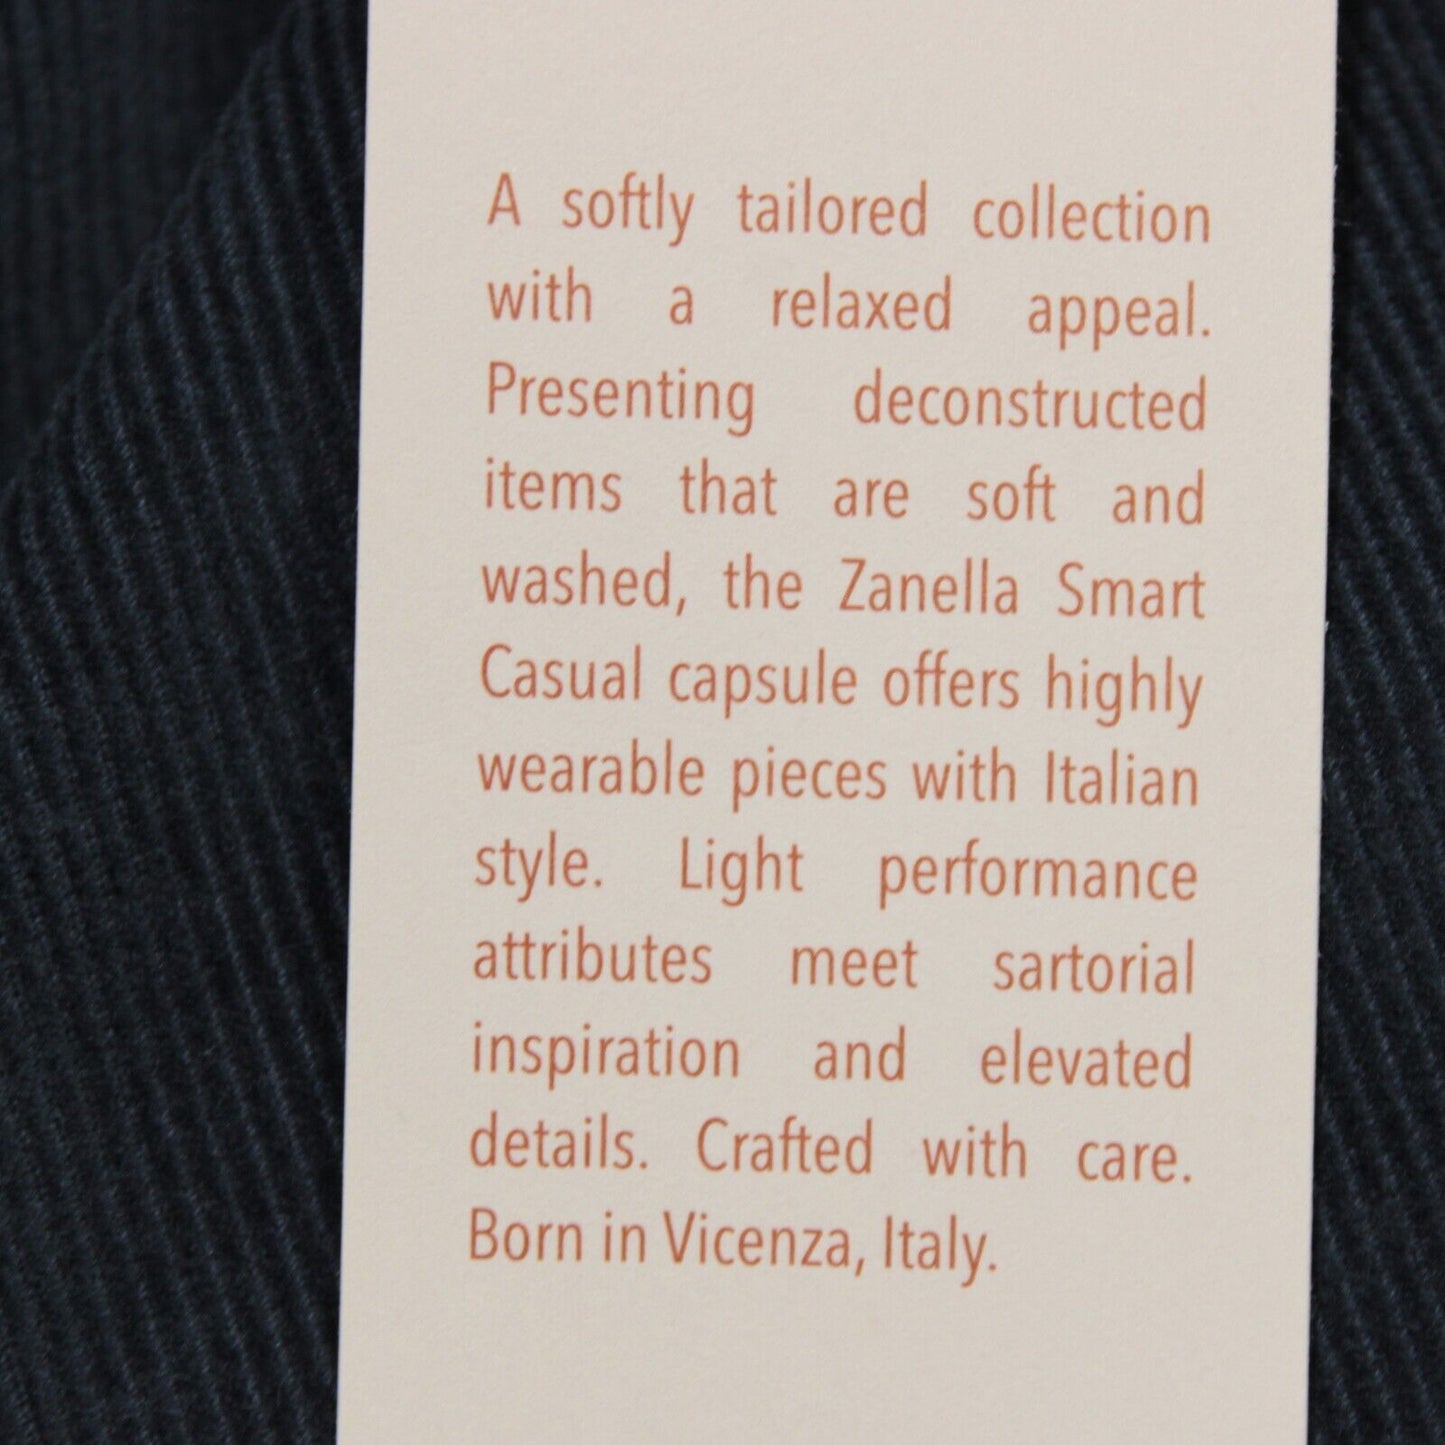 A softly tailored collection
with a relaxed appeal.
Presenting deconstructed
items that are soft and
washed, the Zanella Smart
Casual capsule offers highly
wearable pieces with Italian
style. Light performance
attributes meet sartorial
inspiration and elevated
details. Crafted with care.
Born in Vicenza, Italy.